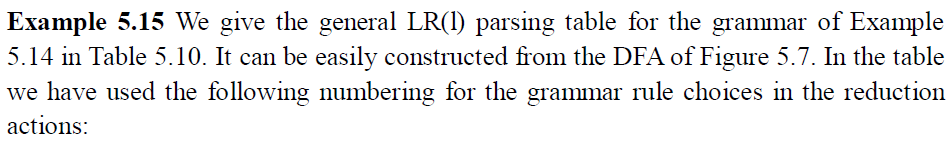 Example 5.15 We give the general LR(l) parsing table for the grammar of Example
5.14 in Table 5.10. It can be easily constructed from the DFA of Figure 5.7. In the table
we have used the following numbering for the grammar rule choices in the reduction
actions: